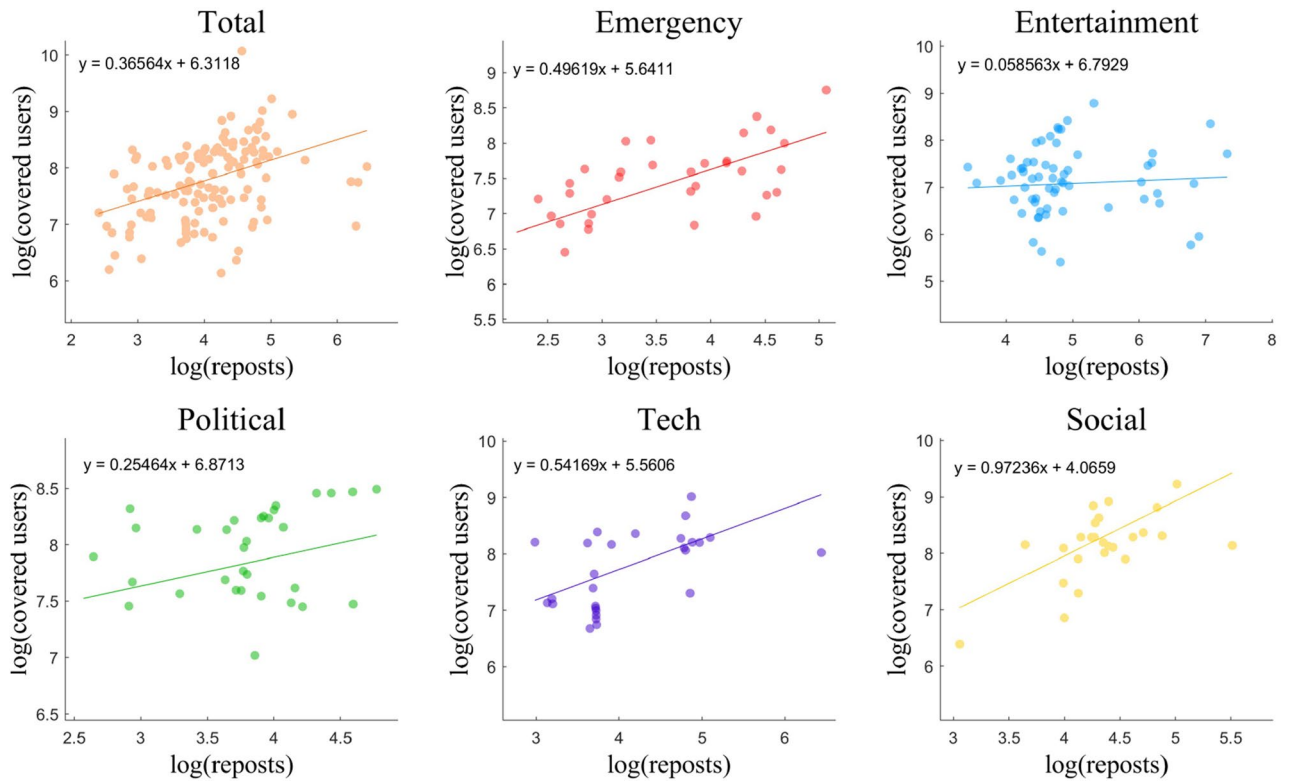 Total
y = 0.36564x + 6.3118
log(covered users)
10
9
8
7
6
2
3
4
5
6
log(reposts)
Emergency
y = 0.49619x + 5.6411
log(covered users)
9
8.5
8
7.5
7
6.5
6
5.5
2.5
3
3.5
4
4.5
5
log(reposts)
Entertainment
y = 0.058563x + 6.7929
log(covered users)
10
9
8
7
6
5
4
5
6
7
8
log(reposts)
Political
y = 0.25464x + 6.8713
log(covered users)
8.5
8
7.5
7
6.5
2.5
3
3.5
4
4.5
log(reposts)
Tech
y = 0.54169x + 5.5606
log(covered users)
10
9
8
7
6
3
4
5
6
log(reposts)
Social
y = 0.97236x + 4.0659
log(covered users)
10
9
8
7
6
3
3.5
4
4.5
5
5.5
log(reposts)